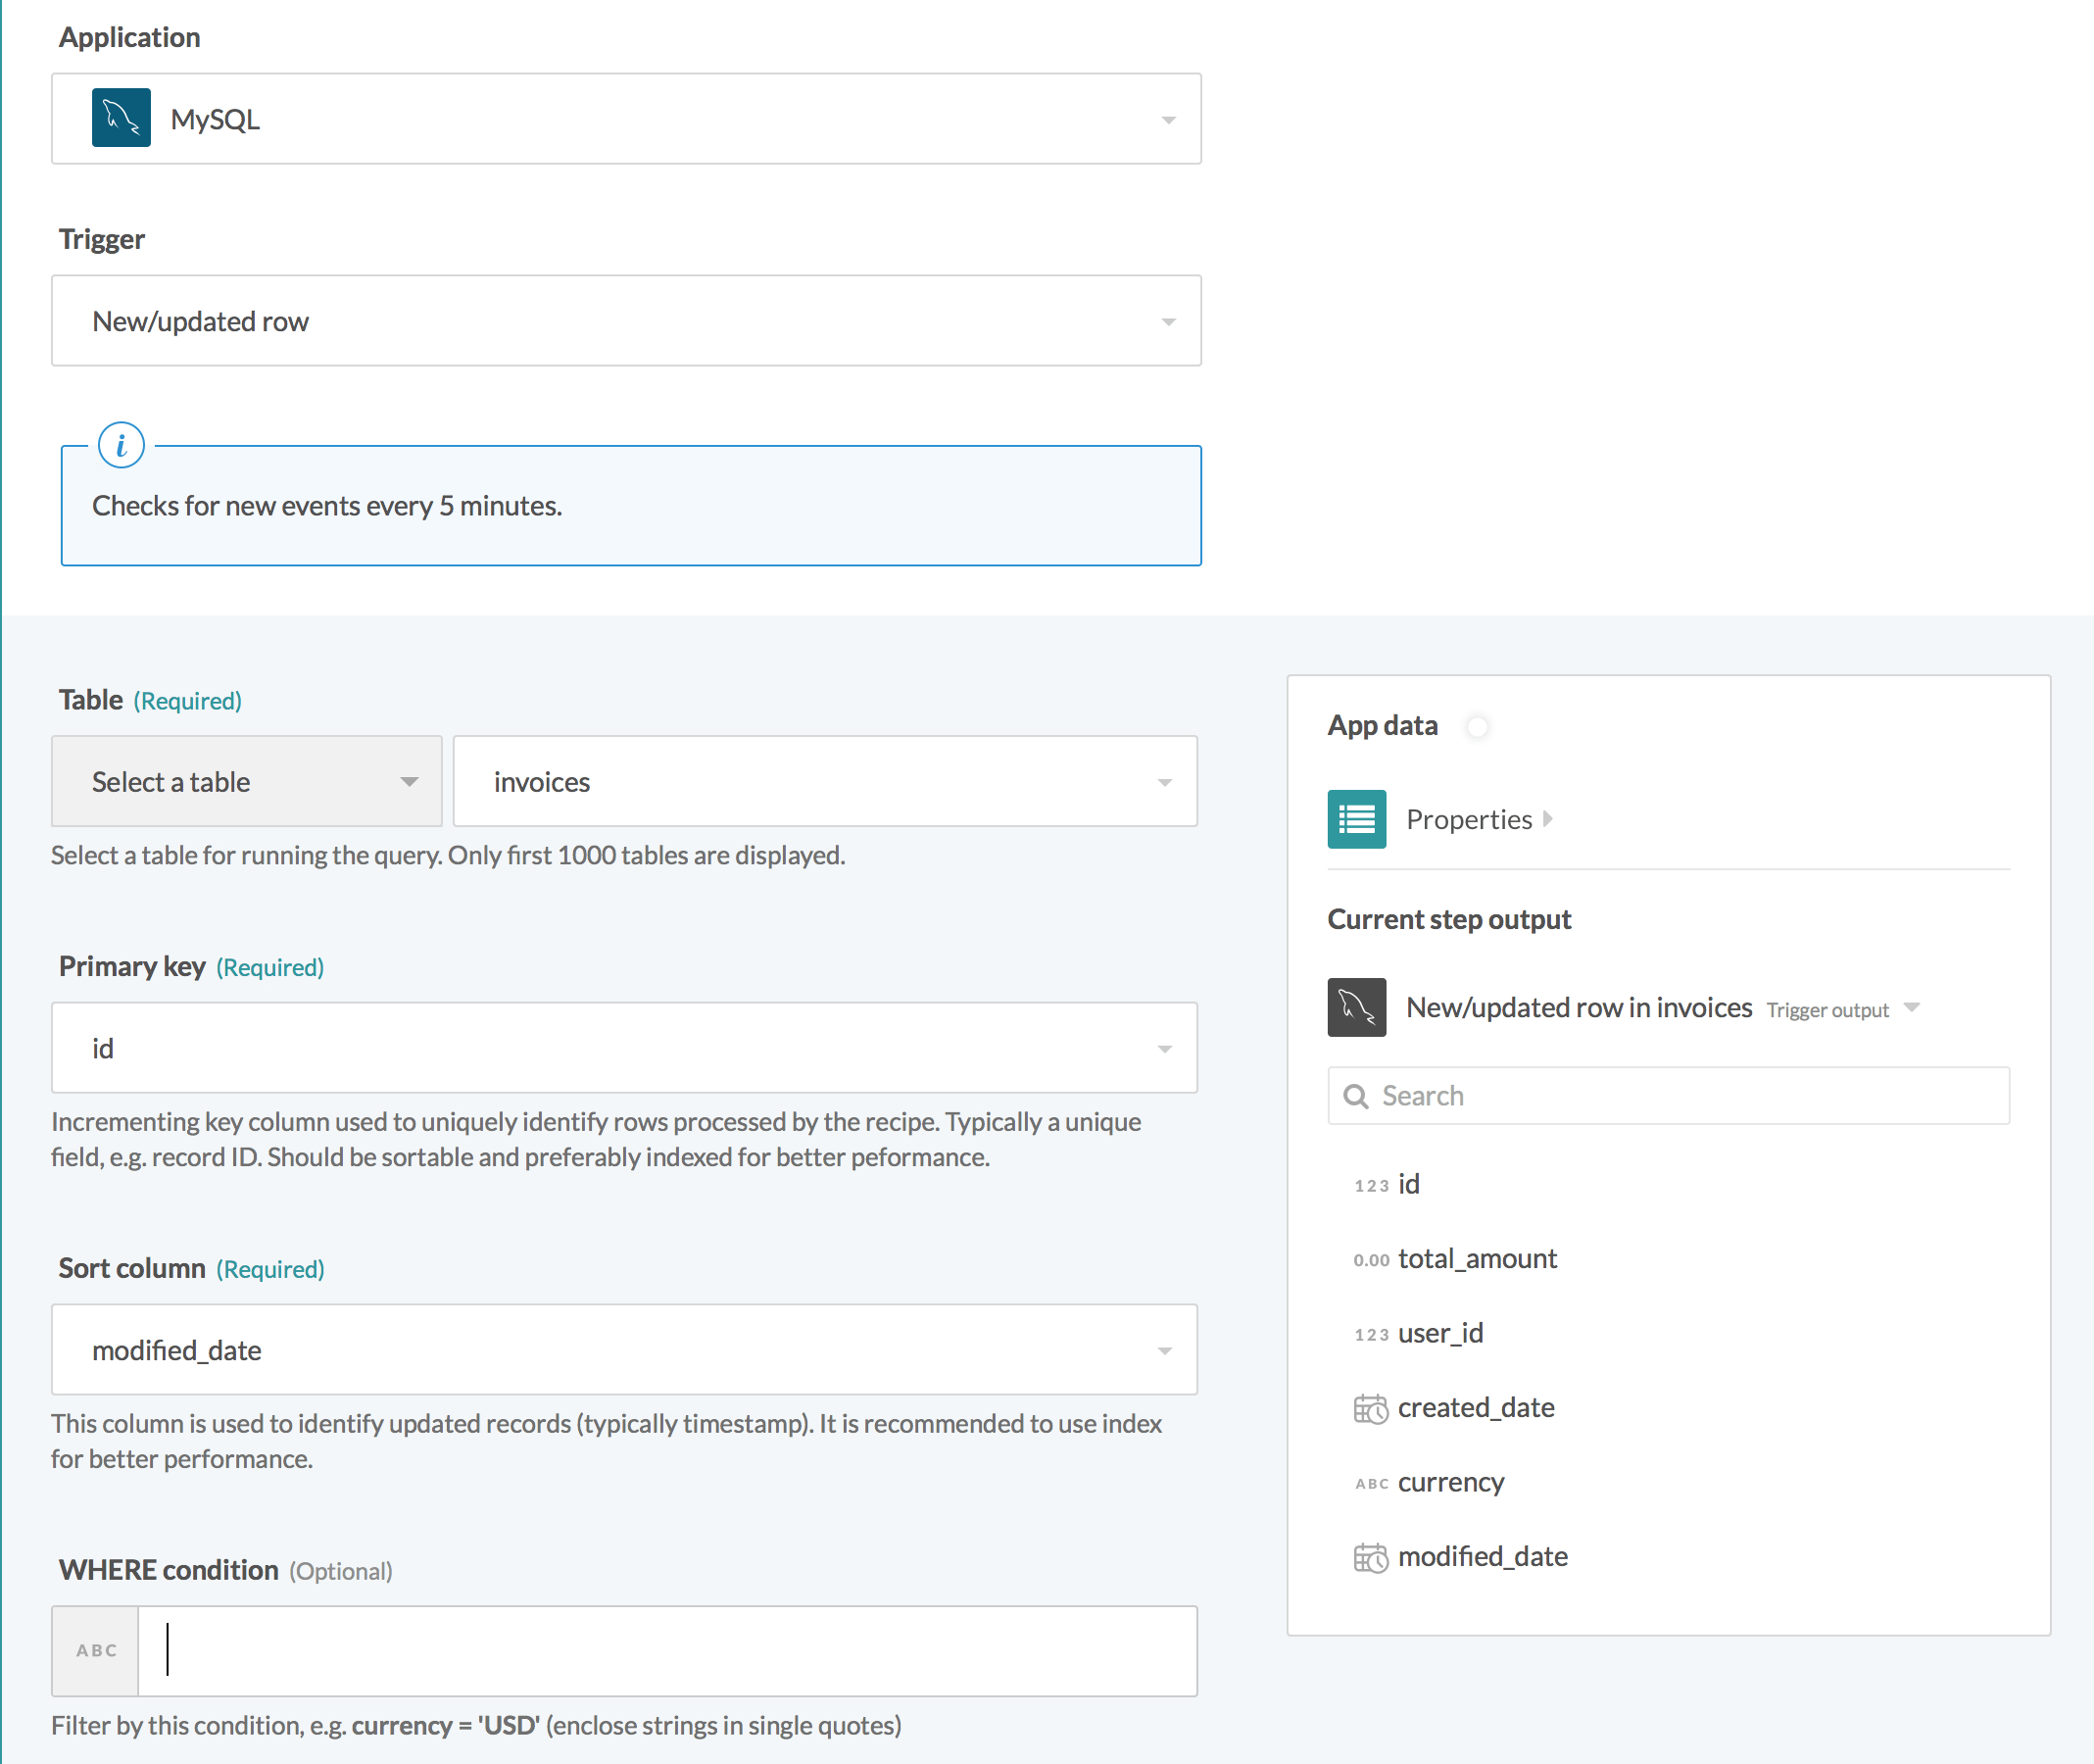 Application
MySQL
Trigger
New/updated row
i
Checks for new events every 5 minutes.
Table (Required)
Select a table
invoices
Select a table for running the query. Only first 1000 tables are displayed.
Primary key (Required)
id
Incrementing key column used to uniquely identify rows processed by the recipe. Typically a unique
field, e.g. record ID. Should be sortable and preferably indexed for better peformance.
Sort column (Required)
modified_date
This column is used to identify updated records (typically timestamp). It is recommended to use index
for better performance.
WHERE condition (Optional)
ABC
Filter by this condition, e.g. currency = 'USD' (enclose strings in single quotes)
App data
Properties
Current step output
New/updated row in invoices Trigger output
Search
123 id
0.00 total_amount
123 user_id
created_date
ABC currency
modified_date